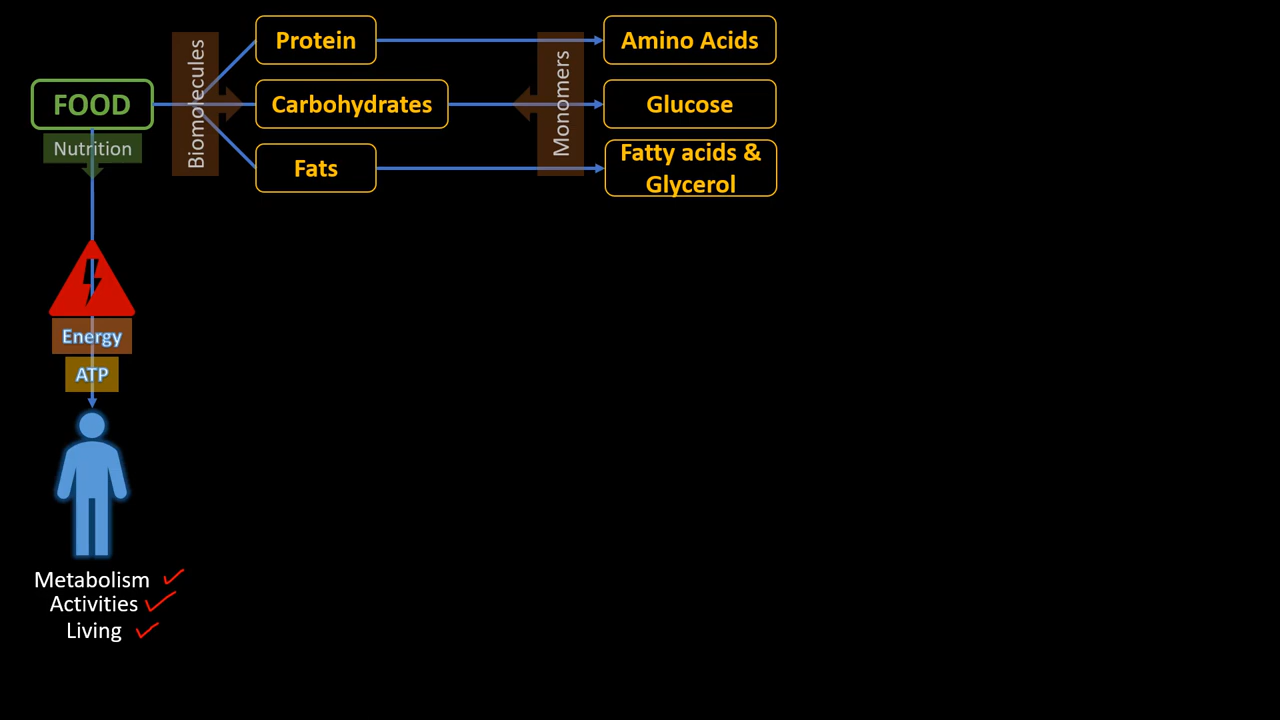 Protein
Amino Acids
FOOD
Biomolecules
Carbohydrates
Monomers
Glucose
Nutrition
Fats
Fatty acids &
Glycerol
Energy
ATP
Metabolism
Activities
Living